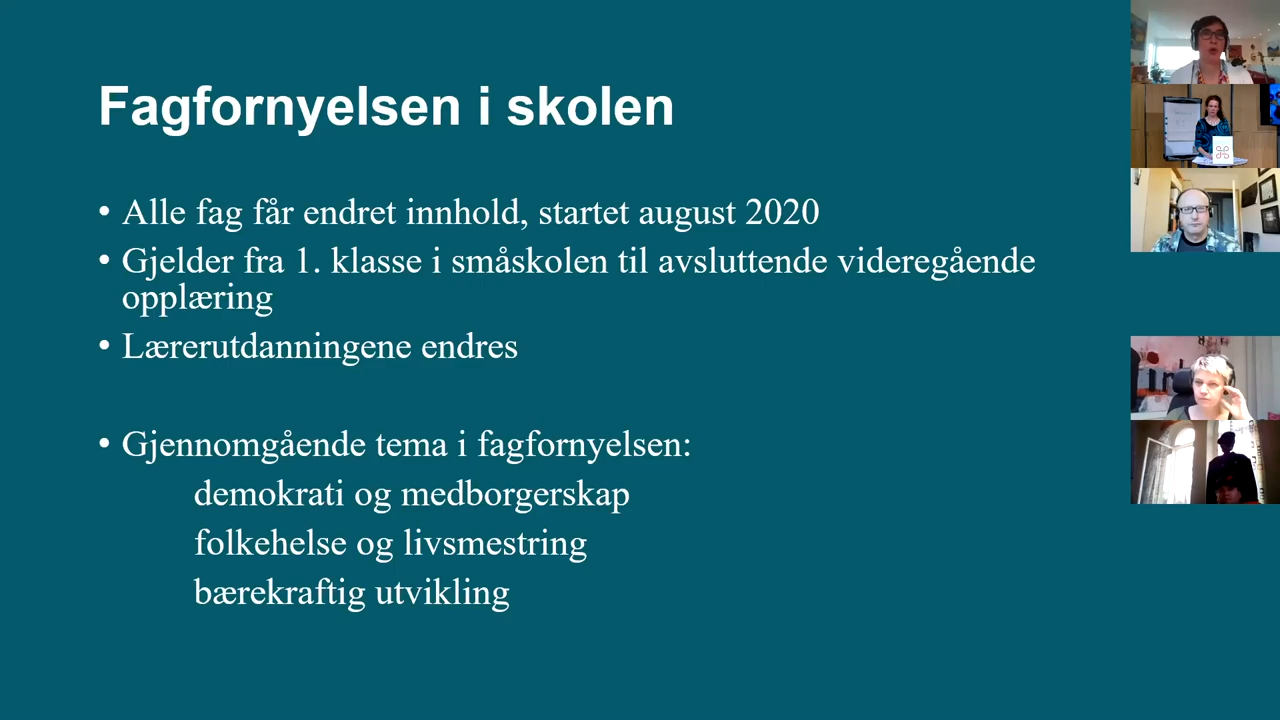 Fagfornyelsen i skolen
• Alle fag får endret innhold, startet august 2020
• Gjelder fra 1. klasse i småskolen til avsluttende videregående
opplæring
• Lærerutdanningene endres
• Gjennomgående tema i fagfornyelsen:
demokrati og medborgerskap
folkehelse og livsmestring
bærekraftig utvikling